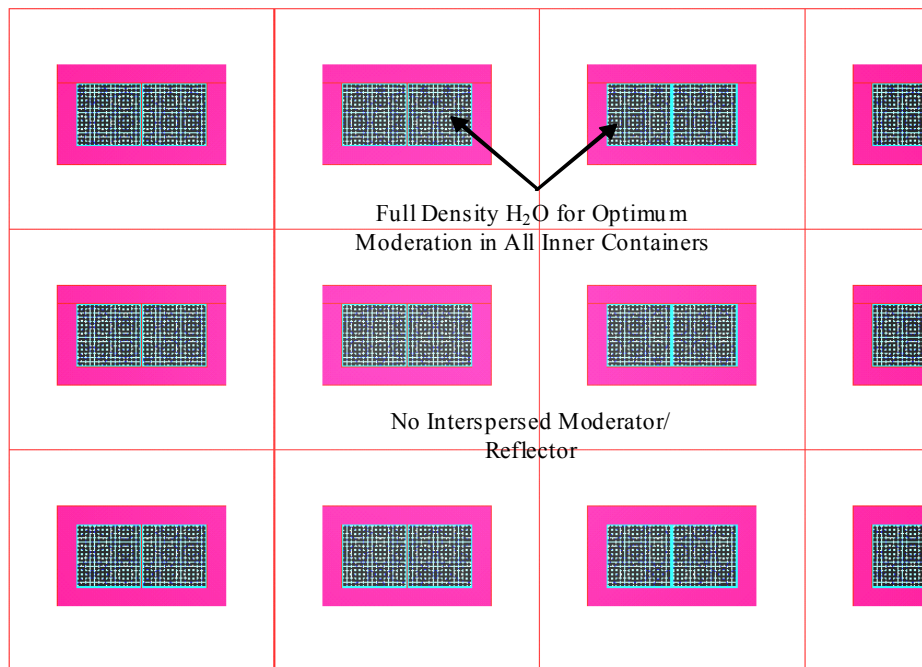 Full Density H₂O for Optimum
Moderation in All Inner Containers
No Interspersed Moderator/
Reflector